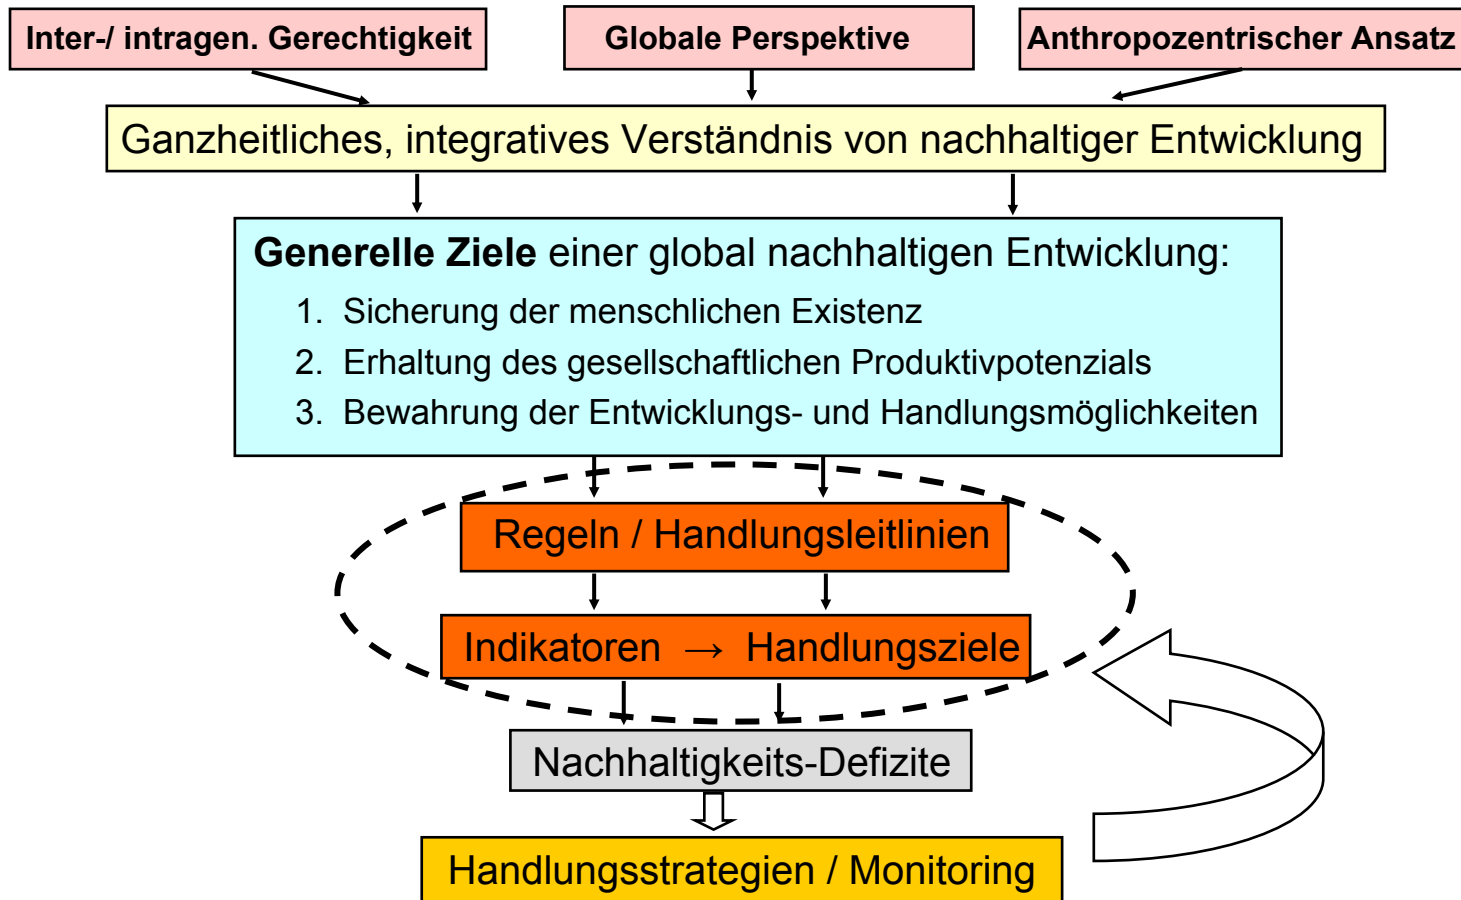 Inter-/ intragen. Gerechtigkeit
Globale Perspektive
Anthropozentrischer Ansatz
Ganzheitliches, integratives Verständnis von nachhaltiger Entwicklung
Generelle Ziele einer global nachhaltigen Entwicklung:
1. Sicherung der menschlichen Existenz
2. Erhaltung des gesellschaftlichen Produktivpotenzials
3. Bewahrung der Entwicklungs- und Handlungsmöglichkeiten
Regeln / Handlungsleitlinien
Indikatoren → Handlungsziele
Nachhaltigkeits-Defizite
Handlungsstrategien / Monitoring